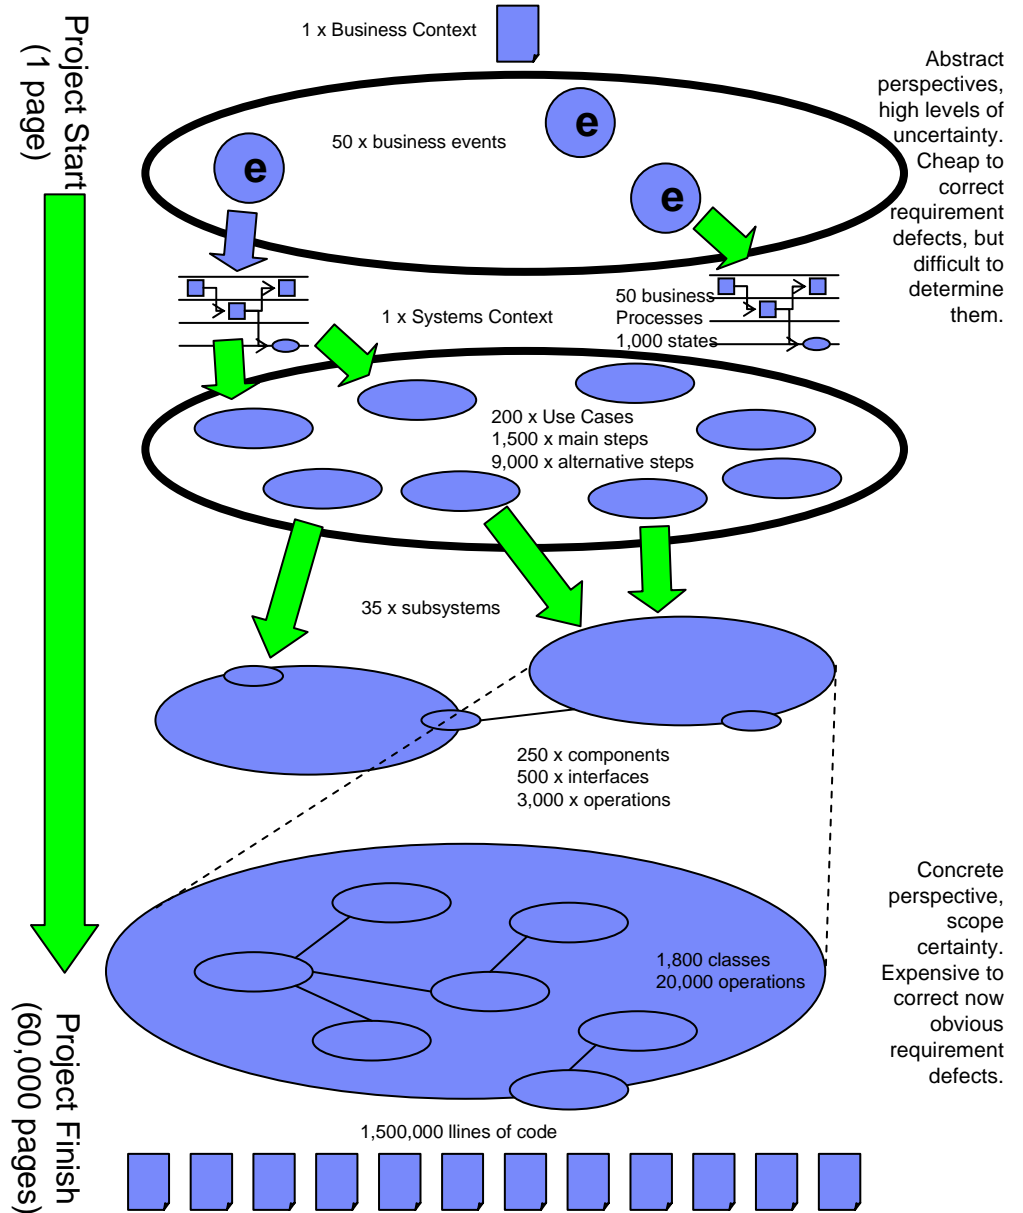 Project Start
(1 page)
1 x Business Context
Abstract
perspectives,
high levels of
uncertainty.
Cheap to
correct
requirement
defects, but
difficult to
determine
them.
e
50 x business events
e
e
1 x Systems Context
50 business
Processes
1,000 states
200 x Use Cases
1,500 x main steps
9,000 x alternative steps
35 x subsystems
250 x components
500 x interfaces
3,000 x operations
1,800 classes
20,000 operations
Concrete
perspective,
scope
certainty.
Expensive to
correct now
obvious
requirement
defects.
Project Finish
(60,000 pages)
1,500,000 llines of code